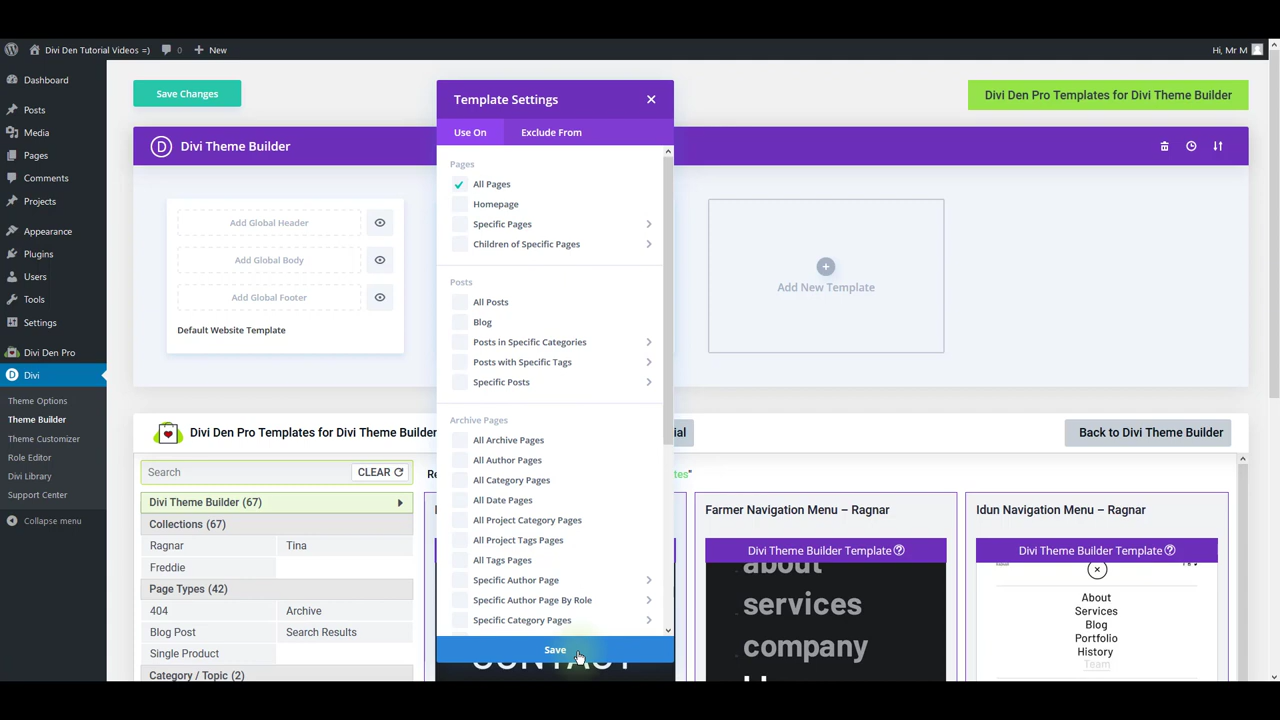 Divi Den Tutorial Videos =)
0
New
Hi, Mr M
Dashboard
Posts
Media
Pages
Comments
Projects
Appearance
Plugins
Users
Tools
Settings
Divi Den Pro
Divi
Theme Options
Theme Builder
Theme Customizer
Role Editor
Divi Library
Support Center
Collapse menu
Save Changes
Divi Den Pro Templates for Divi Theme Builder
D
Divi Theme Builder
Add Global Header
Add Global Body
Add Global Footer
Default Website Template
Add New Template
Template Settings
Use On
Exclude From
Pages
All Pages
Homepage
Specific Pages
Children of Specific Pages
Posts
All Posts
Blog
Posts in Specific Categories
Posts with Specific Tags
Specific Posts
Archive Pages
All Archive Pages
All Author Pages
All Category Pages
All Date Pages
All Project Category Pages
All Project Tags Pages
All Tags Pages
Specific Author Page
Specific Author Page By Role
Specific Category Pages
Save
Divi Den Pro Templates for Divi Theme Builder
Back to Divi Theme Builder
Search
CLEAR
Divi Theme Builder (67)
Collections (67)
Ragnar
Tina
Freddie
Page Types (42)
404
Archive
Blog Post
Search Results
Single Product
Category / Topic (2)
CONTACT
Farmer Navigation Menu – Ragnar
Divi Theme Builder Template
about
services
company
Idun Navigation Menu – Ragnar
Divi Theme Builder Template
About
Services
Blog
Portfolio
History
Team